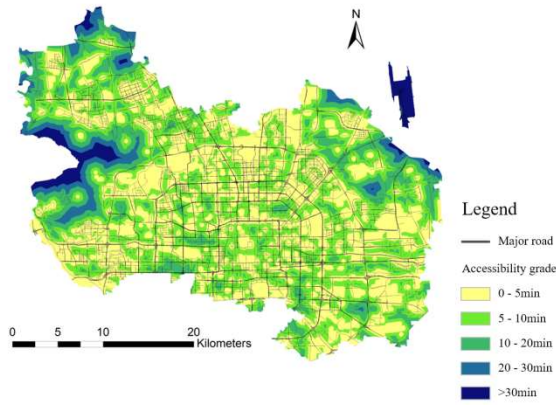 N
Legend
Major road
Accessibility grade
0 - 5min
5 - 10min
10 - 20min
20 - 30min
>30min
0 5 10 20
Kilometers